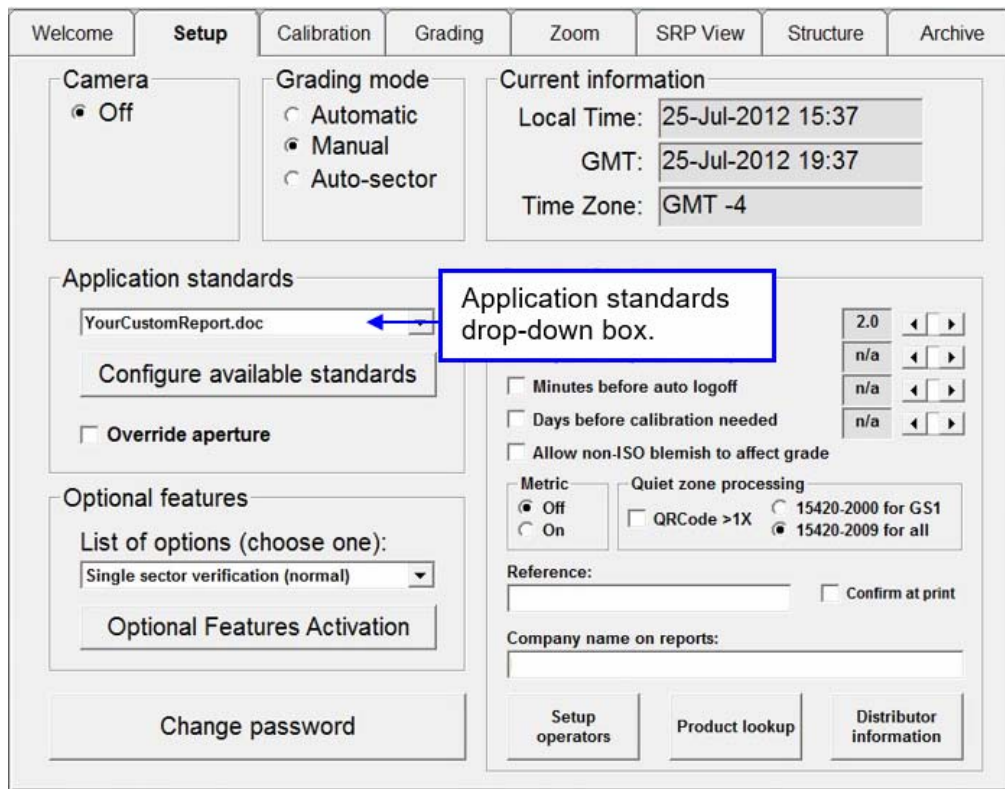 Welcome
Setup
Calibration
Grading
Zoom
SRP View
Structure
Archive
Camera
Off
Grading mode
Automatic
Manual
Auto-sector
Current information
Local Time: 25-Jul-2012 15:37
GMT: 25-Jul-2012 19:37
Time Zone: GMT -4
Application standards
YourCustomReport.doc
Configure available standards
Override aperture
Application standards
drop-down box.
2.0
n/a
Minutes before auto logoff
n/a
Days before calibration needed
n/a
Allow non-ISO blemish to affect grade
Metric
Off
On
Quiet zone processing
QRCode >1X
15420-2000 for GS1
15420-2009 for all
Optional features
List of options (choose one):
Single sector verification (normal)
Optional Features Activation
Reference:
Confirm at print
Company name on reports:
Change password
Setup
operators
Product lookup
Distributor
information